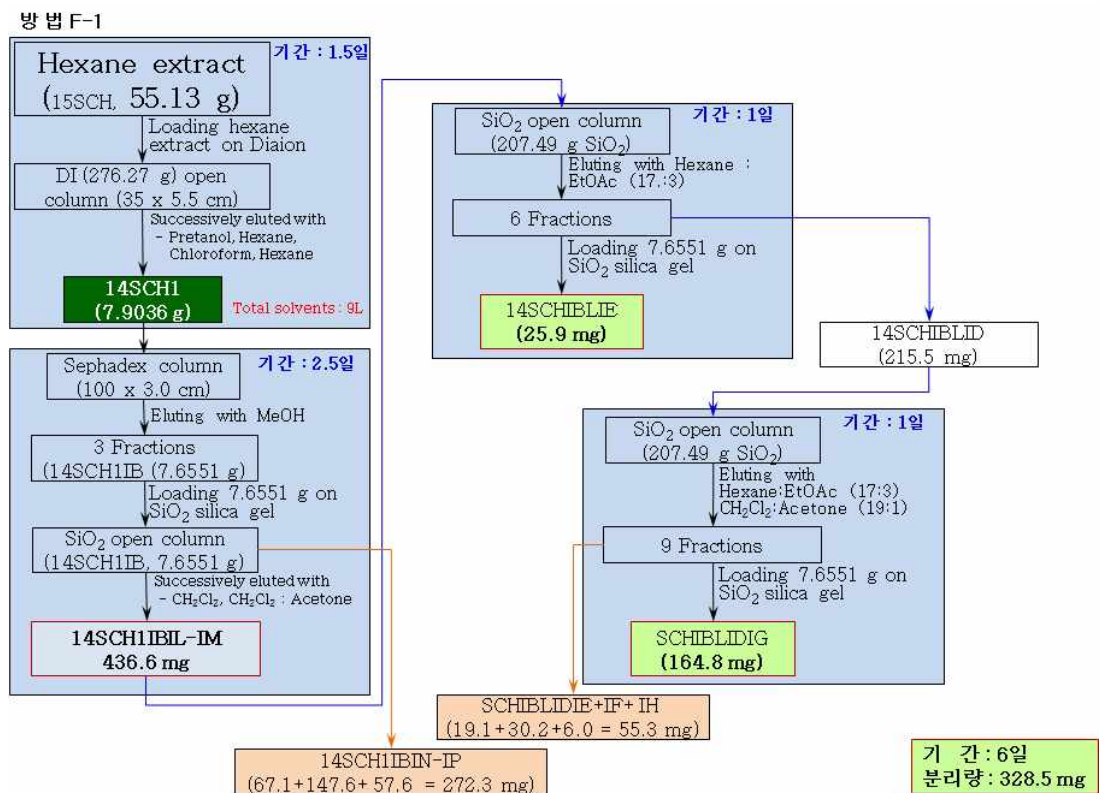 방 법 F-1
기 간 : 1.5일
Hexane extract
(15SCH, 55.13 g)
Loading hexane
extract on Diaion
DI (276.27 g) open
column (35 x 5.5 cm)
Successively eluted with
- Pretanol, Hexane,
Chloroform, Hexane
14SCH1
(7.9036 g)
Total solvents : 9L
기 간 : 2.5일
Sephadex column
(100 x 3.0 cm)
Eluting with MeOH
3 Fractions
(14SCH1IB (7.6551 g)
Loading 7.6551 g on
SiO₂ silica gel
SiO₂ open column
(14SCH1IB, 7.6551 g)
Successively eluted with
- CH₂Cl₂, CH₂Cl₂ : Acetone
14SCH1IBIL-IM
436.6 mg
기 간 : 1일
SiO₂ open column
(207.49 g SiO₂)
Eluting with Hexane :
EtOAc (17.:3)
6 Fractions
Loading 7.6551 g on
SiO₂ silica gel
14SCHIBLIE
(25.9 mg)
14SCHIBLID
(215.5 mg)
기 간 : 1일
SiO₂ open column
(207.49 g SiO₂)
Eluting with
Hexane:EtOAc (17:3)
CH₂Cl₂:Acetone (19:1)
9 Fractions
Loading 7.6551 g on
SiO₂ silica gel
SCHIBLIDIG
(164.8 mg)
SCHIBLIDIE+IF+ IH
(19.1+30.2+6.0 = 55.3 mg)
14SCH1IBIN-IP
(67.1+147.6+ 57.6 = 272.3 mg)
기 간 : 6일
분리량 : 328.5 mg